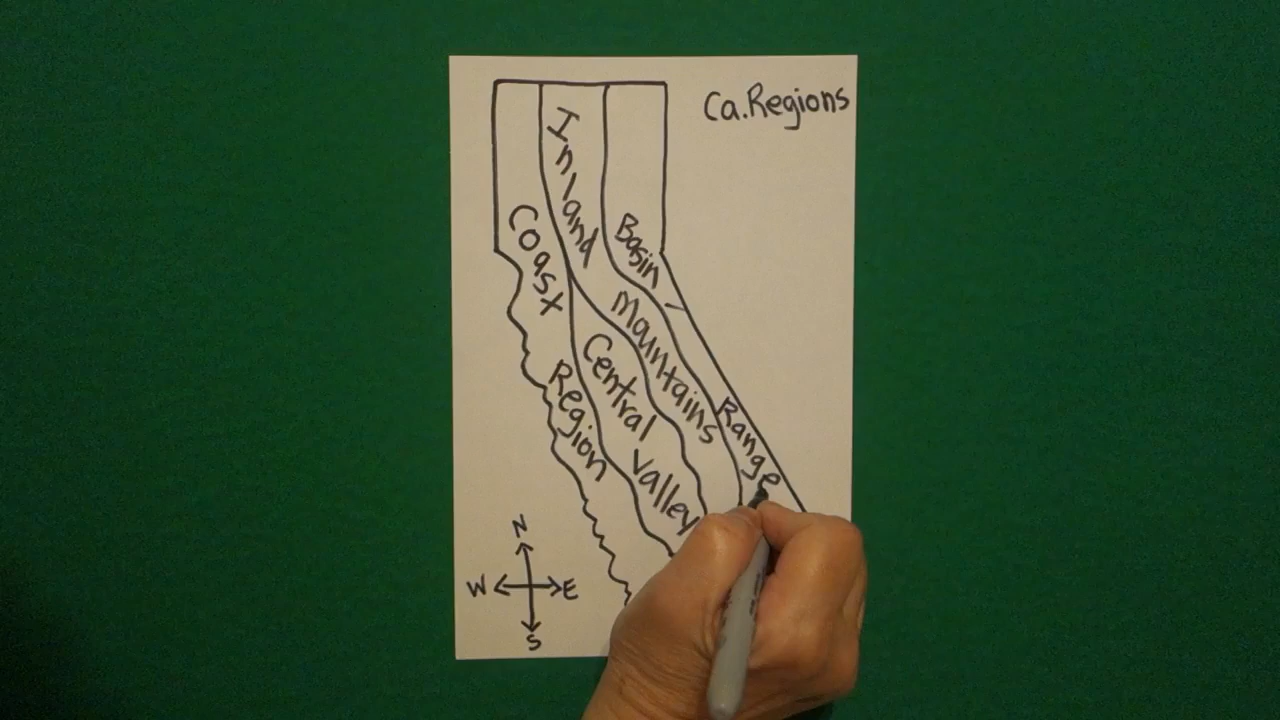 Ca.Regions
Inland
Mountains
Coast
Region
Basin /
Range
Central
Valley
N
W E
S